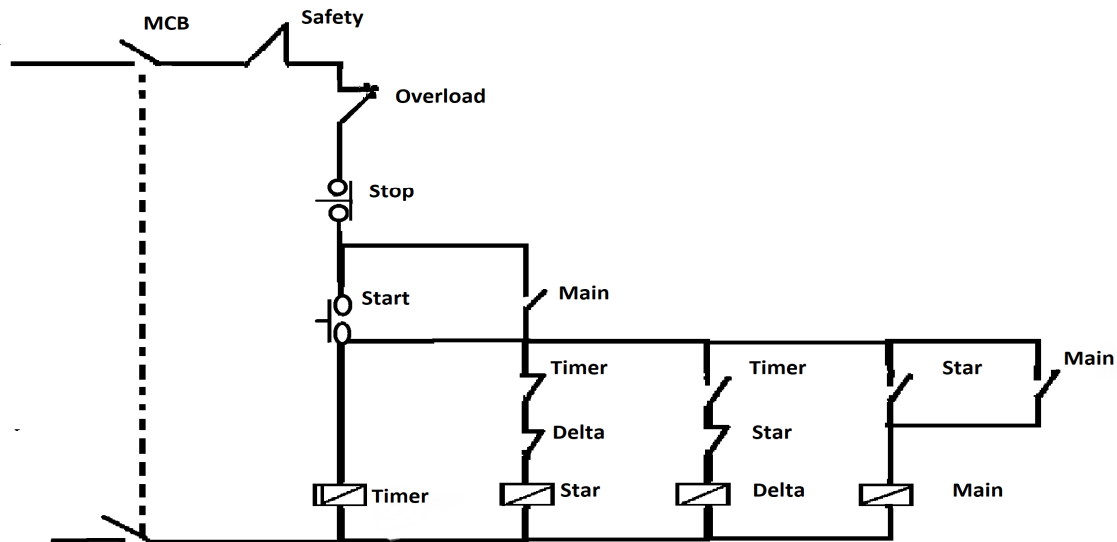 MCB
Safety
Overload
Stop
Start
Main
Timer
Timer
Star
Main
Delta
Star
Timer
Star
Delta
Main